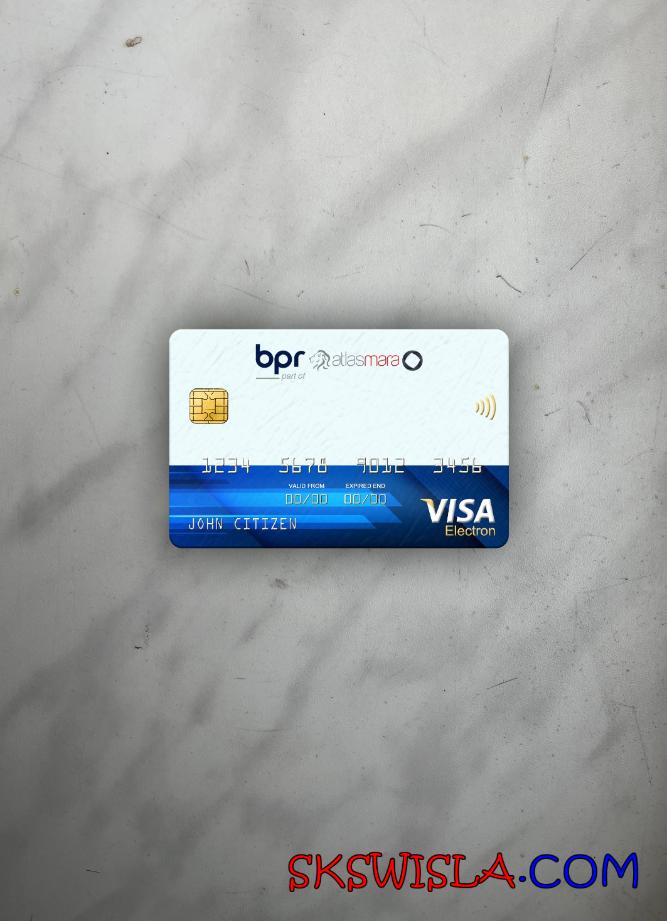 bpr atlasmara
part of
1234 5678 9012 3456
VALID FROM EXPIRED END
00/00 00/00
JOHN CITIZEN
VISA
Electron
SKSWISLA.COM